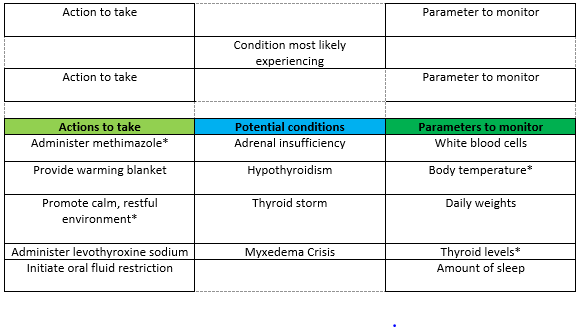 Action to take Parameter to monitor
Condition most likely
experiencing
Action to take Parameter to monitor
Actions to take Potential conditions Parameters to monitor
Administer methimazole* Adrenal insufficiency White blood cells
Provide warming blanket Hypothyroidism Body temperature*
Promote calm, restful Thyroid storm Daily weights
environment*
Administer levothyroxine sodium Myxedema Crisis Thyroid levels*
Initiate oral fluid restriction Amount of sleep